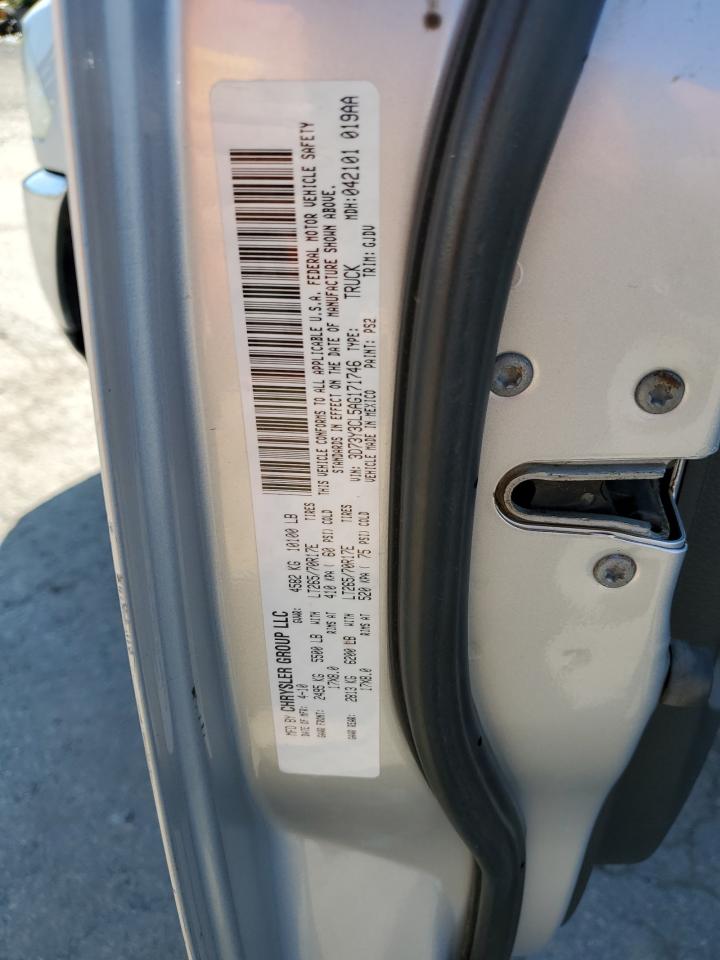 MFD BY CHRYSLER GROUP LLC
DATE OF MFR: 4-10 GVWR: 4582 KG 10100 LB
GAWR FRONT: 2495 KG 5500 LB WITH LT265/70R17E TIRES
17X8.0 RIMS AT 410 KPA ( 60 PSI) COLD
GAWR REAR: 2813 KG 6200 LB WITH LT265/70R17E TIRES
17X8.0 RIMS AT 520 KPA ( 75 PSI) COLD
THIS VEHICLE CONFORMS TO ALL APPLICABLE U.S.A. FEDERAL MOTOR VEHICLE SAFETY
STANDARDS IN EFFECT ON THE DATE OF MANUFACTURE SHOWN ABOVE.
VIN: 3D73Y3CL5AG171746 TYPE: TRUCK MDH:042101 019AA
VEHICLE MADE IN MEXICO PAINT: PS2 TRIM: GJDV